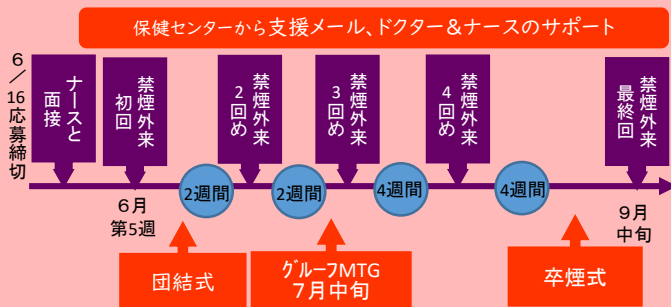 保健センターから支援メール、ドクター&ナースのサポート
6/16応募締切
ナースと
面接
禁煙外来
初回
禁煙外来
2回め
禁煙外来
3回め
禁煙外来
4回め
禁煙外来
最終回
2週間
2週間
4週間
4週間
6月
第5週
9月
中旬
団結式
グループMTG
7月中旬
卒煙式